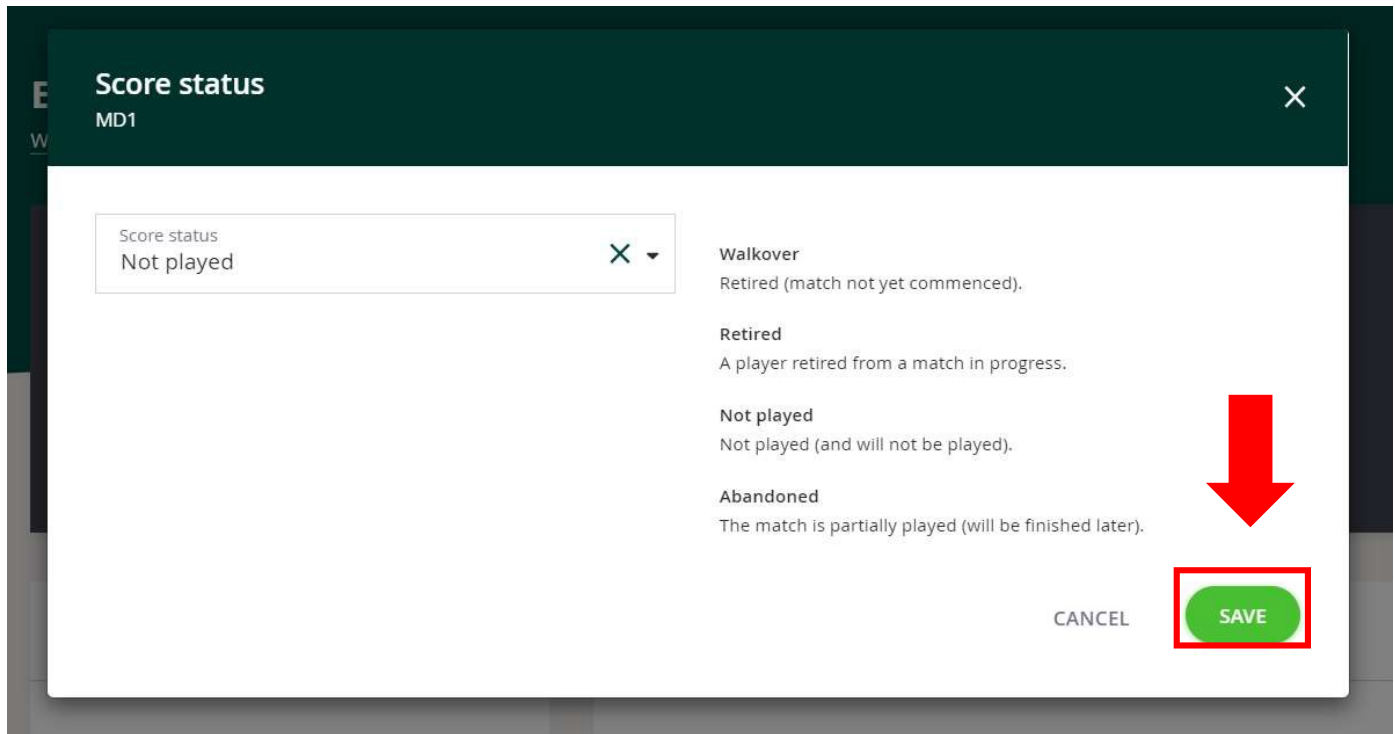 E
W
Score status
MD1
Score status
Not played
Walkover
Retired (match not yet commenced).
Retired
A player retired from a match in progress.
Not played
Not played (and will not be played).
Abandoned
The match is partially played (will be finished later).
CANCEL
SAVE